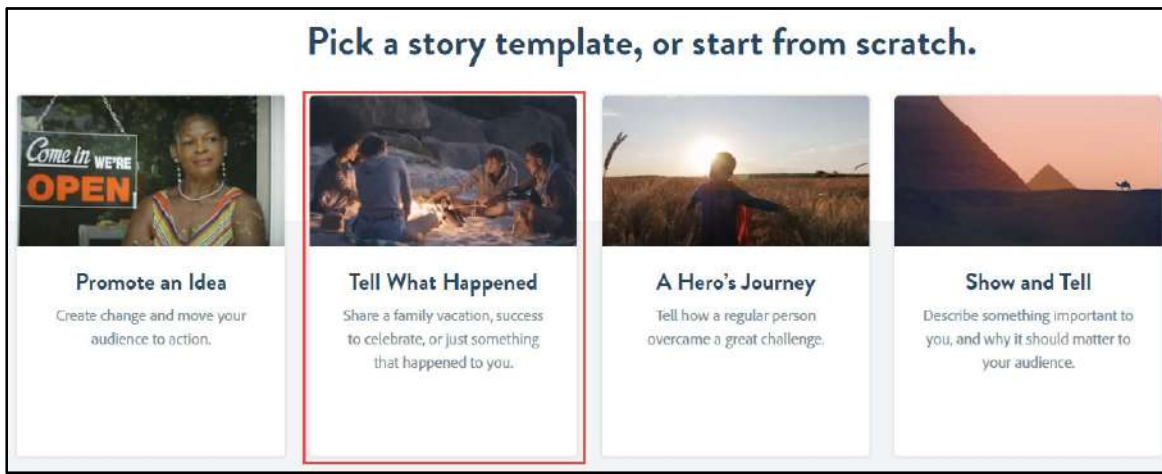 Pick a story template, or start from scratch.
Come in WE'RE
OPEN
Promote an Idea
Create change and move your
audience to action.
Tell What Happened
Share a family vacation, success
to celebrate, or just something
that happened to you.
A Hero's Journey
Tell how a regular person
overcame a great challenge.
Show and Tell
Describe something important to
you, and why it should matter to
your audience.